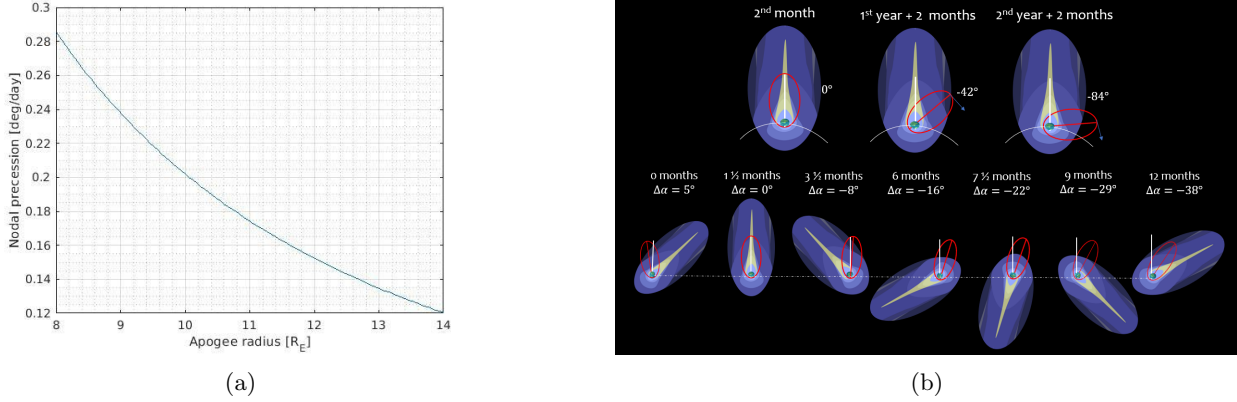 0.3
0.28
0.26
0.24
0.22
0.2
0.18
0.16
0.14
0.12
8 9 10 11 12 13 14
Nodal precession [deg/day]
Apogee radius [R_E]
(a)
2nd month
1st year + 2 months
2nd year + 2 months
0°
-42°
-84°
0 months
Δα = 5°
1 ½ months
Δα = 0°
3 ½ months
Δα = −8°
6 months
Δα = −16°
7 ½ months
Δα = −22°
9 months
Δα = −29°
12 months
Δα = −38°
(b)